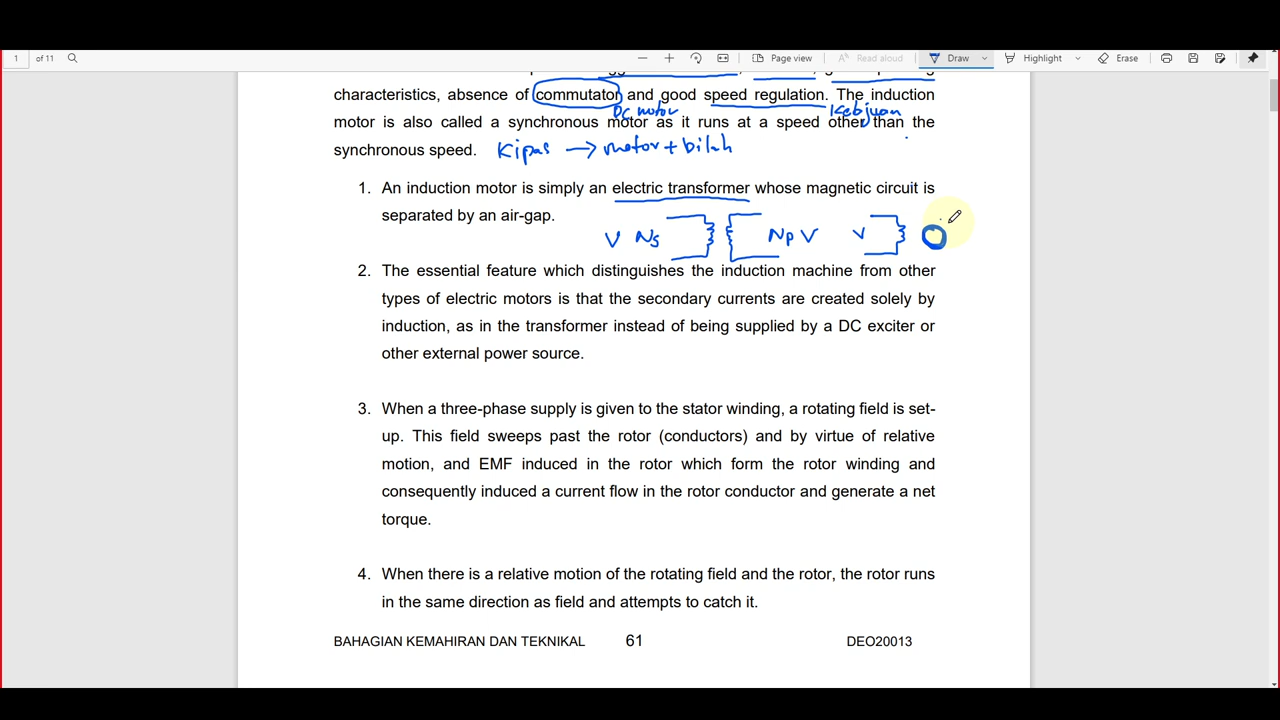 1 of 11 Page view Read aloud Draw Highlight Erase
characteristics, absence of commutator and good speed regulation. The induction
DC motor Kebjuan
motor is also called a synchronous motor as it runs at a speed other than the
synchronous speed. Kipas → motor + bilah
1. An induction motor is simply an electric transformer whose magnetic circuit is
separated by an air-gap.
V Ns Np V V
2. The essential feature which distinguishes the induction machine from other
types of electric motors is that the secondary currents are created solely by
induction, as in the transformer instead of being supplied by a DC exciter or
other external power source.
3. When a three-phase supply is given to the stator winding, a rotating field is set-
up. This field sweeps past the rotor (conductors) and by virtue of relative
motion, and EMF induced in the rotor which form the rotor winding and
consequently induced a current flow in the rotor conductor and generate a net
torque.
4. When there is a relative motion of the rotating field and the rotor, the rotor runs
in the same direction as field and attempts to catch it.
BAHAGIAN KEMAHIRAN DAN TEKNIKAL 61 DEO20013